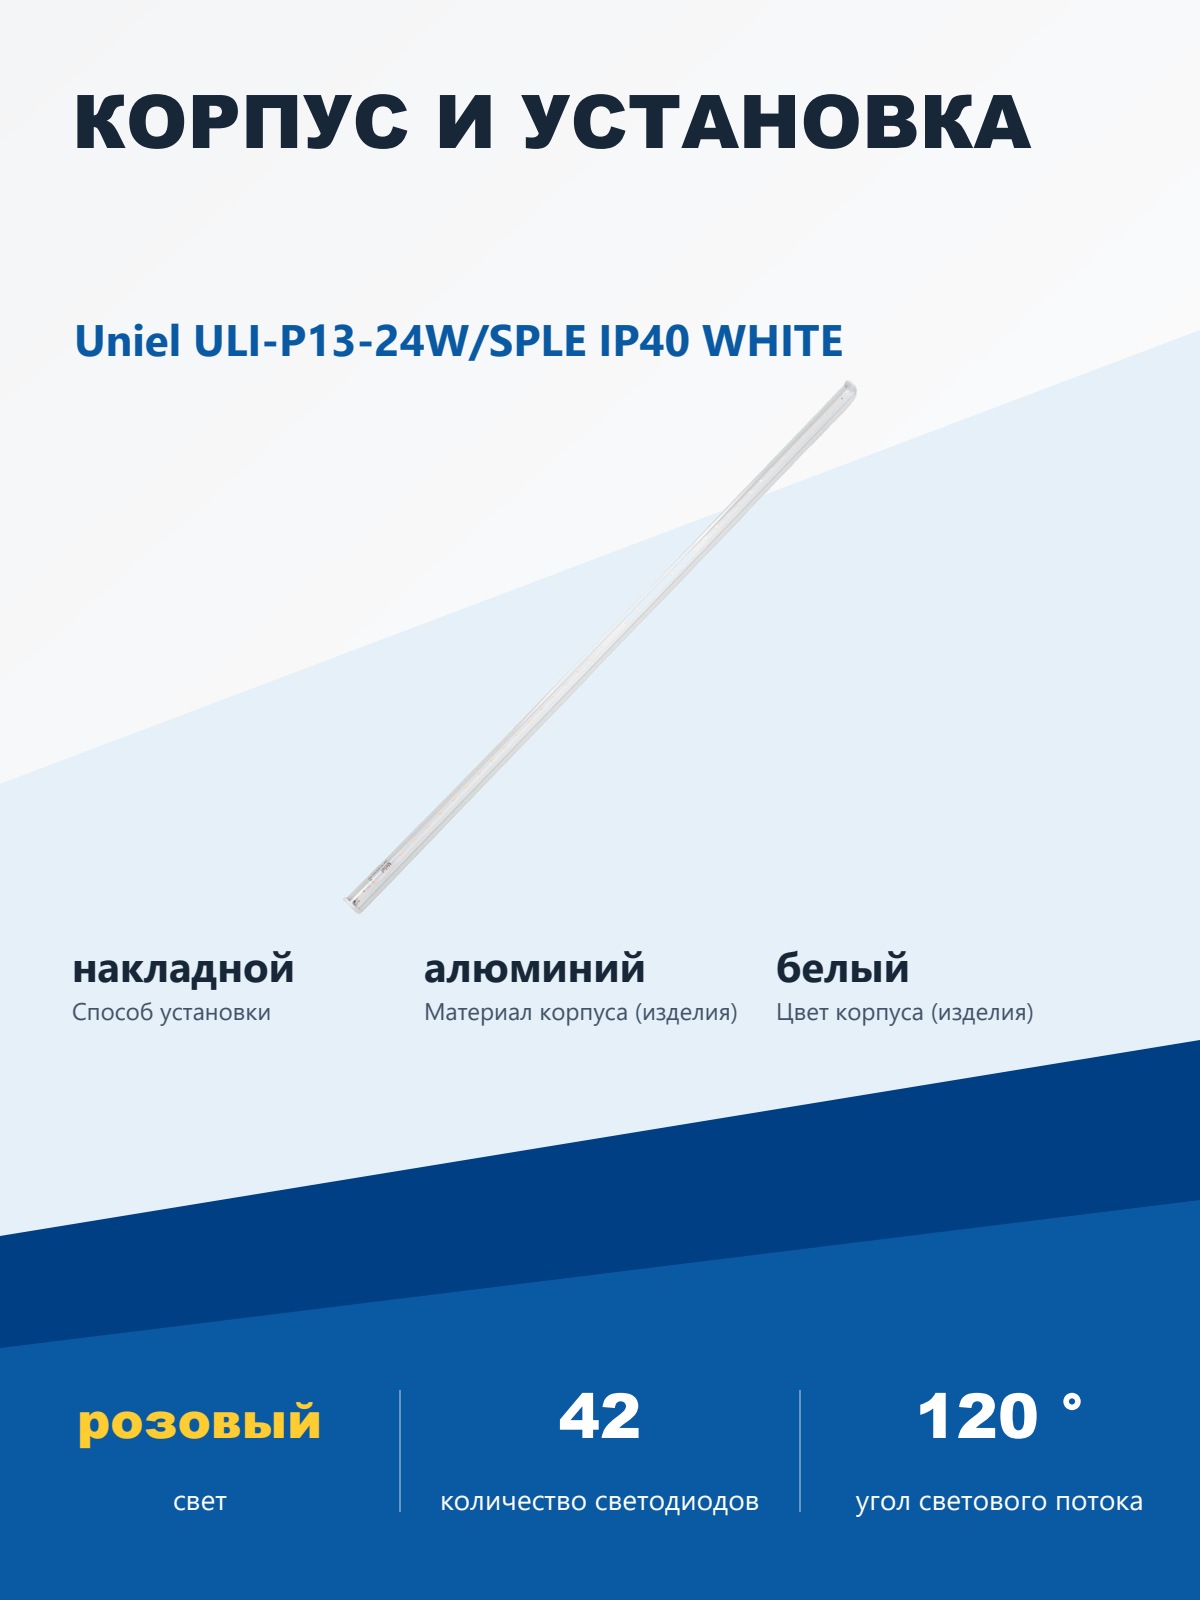 КОРПУС И УСТАНОВКА
Uniel ULI-P13-24W/SPLE IP40 WHITE
накладной
Способ установки
алюминий
Материал корпуса (изделия)
белый
Цвет корпуса (изделия)
розовый
свет
42
количество светодиодов
120 °
угол светового потока